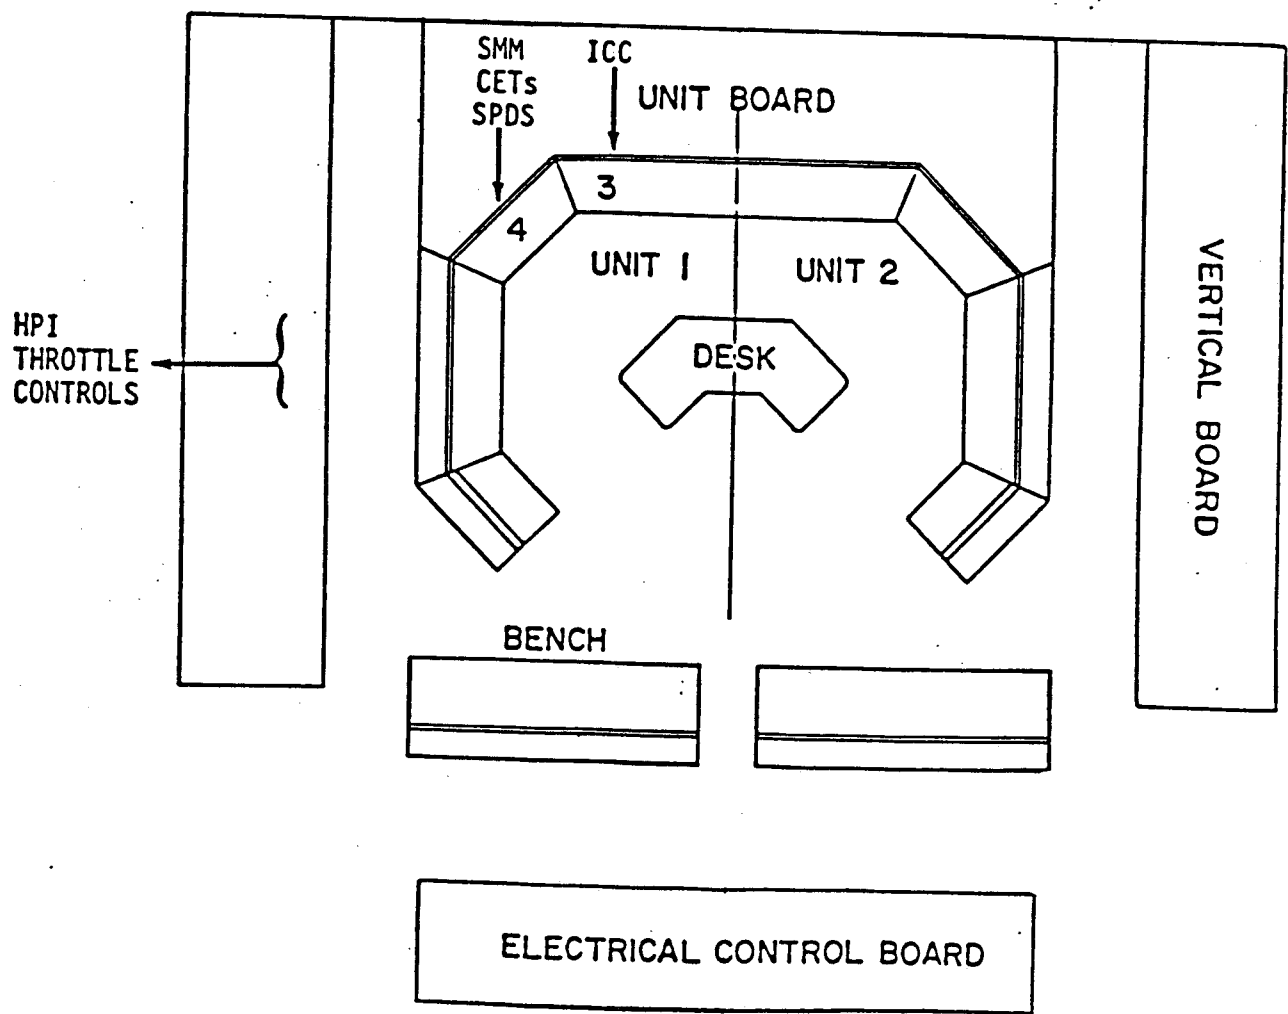 SMM
CETs
SPDS
ICC
UNIT BOARD
3
4
UNIT 1
UNIT 2
HPI
THROTTLE
CONTROLS
DESK
VERTICAL BOARD
BENCH
ELECTRICAL CONTROL BOARD